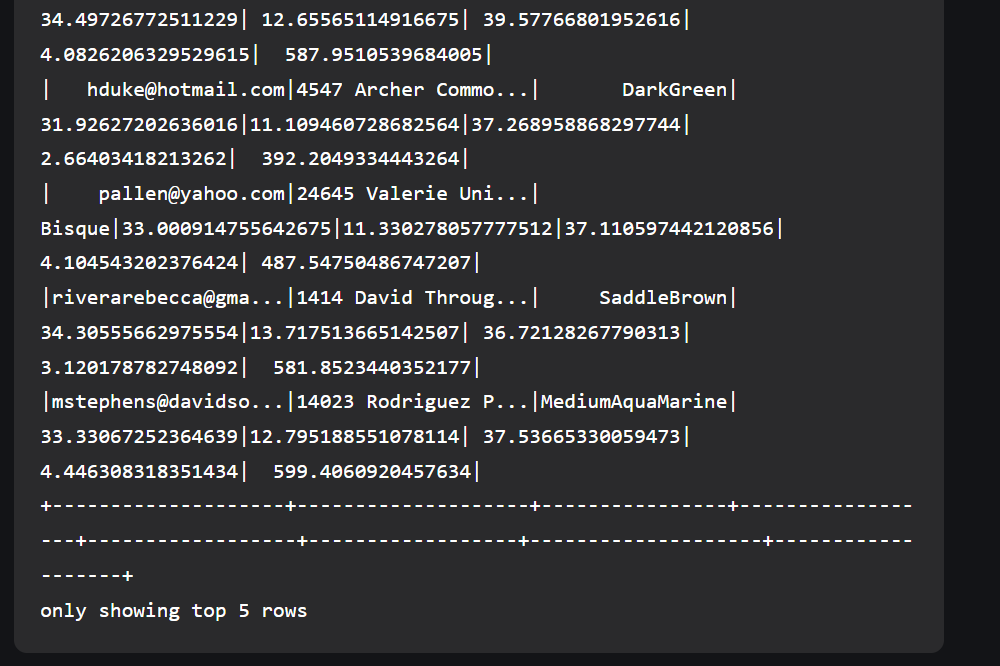 34.49726772511229| 12.65565114916675| 39.57766801952616|
4.0826206329529615|  587.9510539684005|
|   hduke@hotmail.com|4547 Archer Commo...|       DarkGreen|
31.92627202636016|11.109460728682564|37.268958868297744|
2.66403418213262|  392.2049334443264|
|    pallen@yahoo.com|24645 Valerie Uni...|
Bisque|33.000914755642675|11.330278057777512|37.110597442120856|
4.104543202376424| 487.54750486747207|
|riverarebecca@gma...|1414 David Throug...|     SaddleBrown|
34.30555662975554|13.717513665142507| 36.72128267790313|
3.120178782748092|  581.8523440352177|
|mstephens@davidso...|14023 Rodriguez P...|MediumAquaMarine|
33.33067252364639|12.795188551078114| 37.53665330059473|
4.446308318351434|  599.4060920457634|
+--------------------+--------------------+----------------+---------------
---+------------------+------------------+--------------------+------------
-------+
only showing top 5 rows